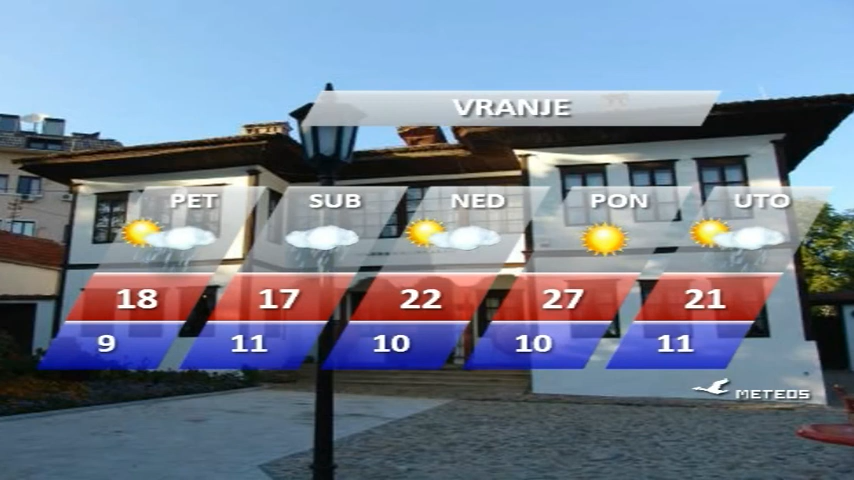 VRANJE
PET SUB NED PON UTO
18 17 22 27 21
9 11 10 10 11
METEOS